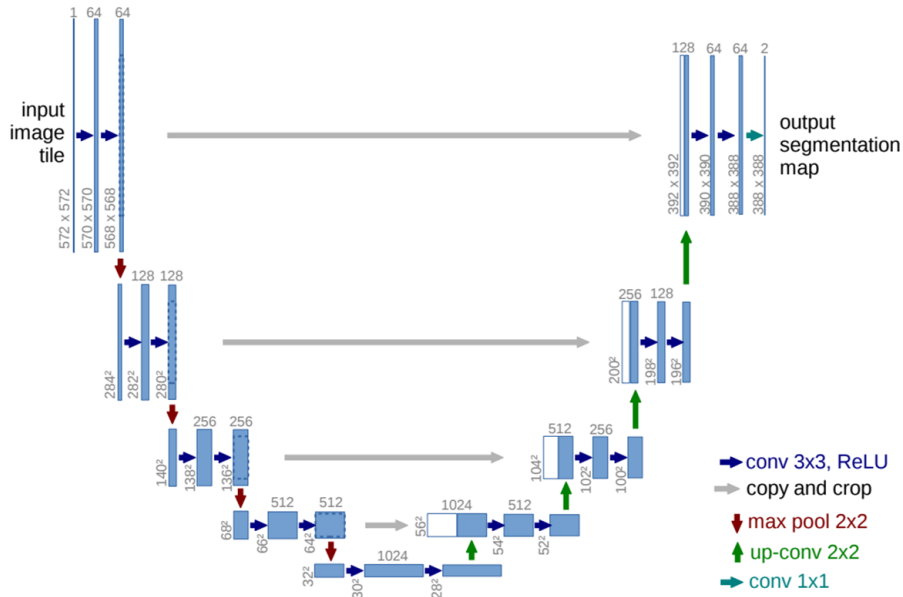 1 64 64
128 64 64 2
input
image
tile
output
segmentation
map
572 x 572
570 x 570
568 x 568
392 x 392
390 x 390
388 x 388
388 x 388
128 128
256 128
284²
282²
280²
200²
198²
196²
256 256
512 256
140²
138²
136²
104²
102²
100²
512 512
1024 512
68²
66²
64²
56²
54²
52²
1024
32²
30²
28²
conv 3x3, ReLU
copy and crop
max pool 2x2
up-conv 2x2
conv 1x1